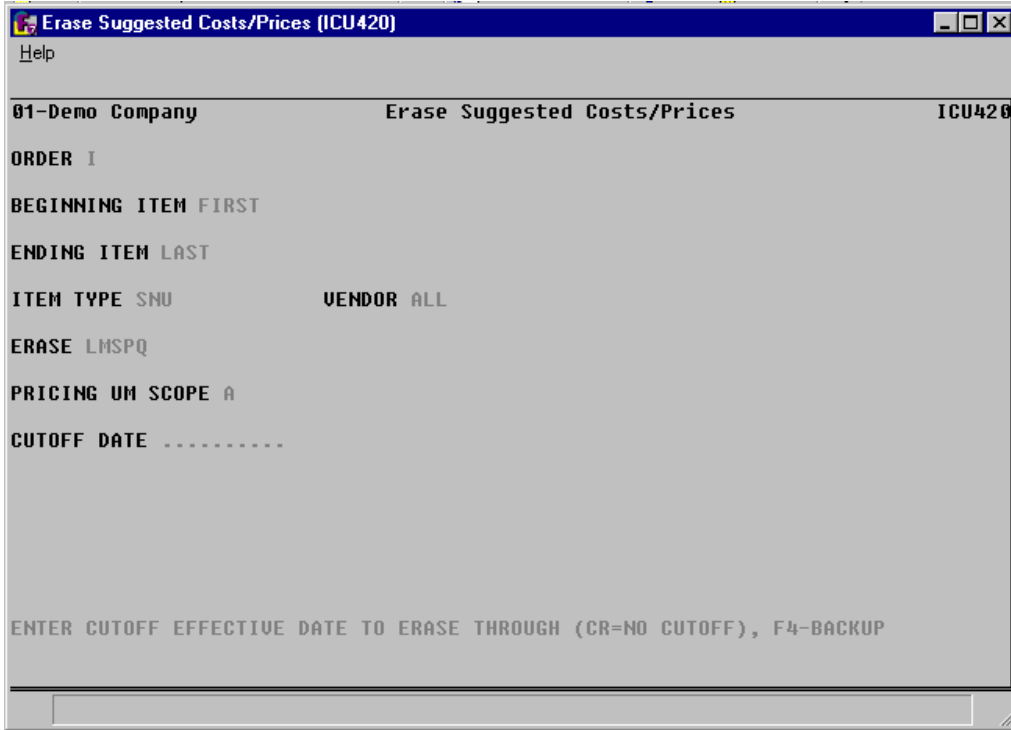 Erase Suggested Costs/Prices (ICU420)
Help
01-Demo Company Erase Suggested Costs/Prices ICU420
ORDER I
BEGINNING ITEM FIRST
ENDING ITEM LAST
ITEM TYPE SNU VENDOR ALL
ERASE LMSPQ
PRICING UM SCOPE A
CUTOFF DATE ..........
ENTER CUTOFF EFFECTIVE DATE TO ERASE THROUGH (CR=NO CUTOFF), F4-BACKUP